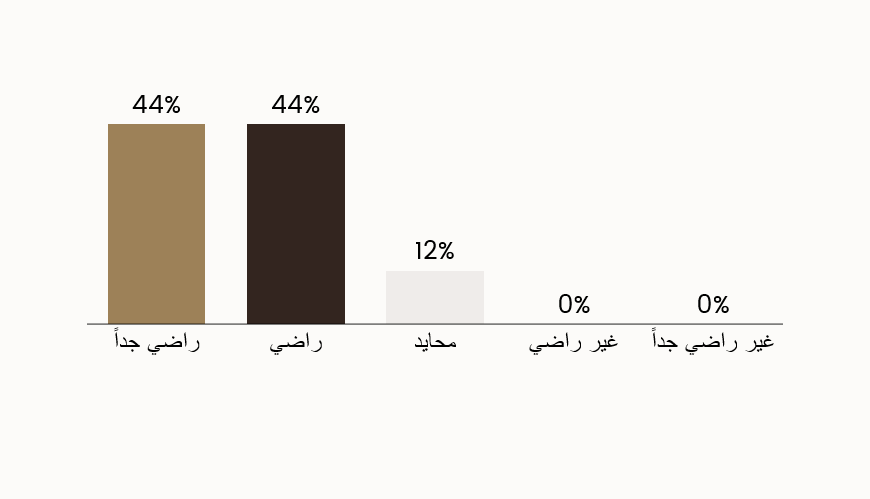 44%
44%
12%
0%
0%
راضي جداً
راضي
محايد
غير راضي
غير راضي جداً